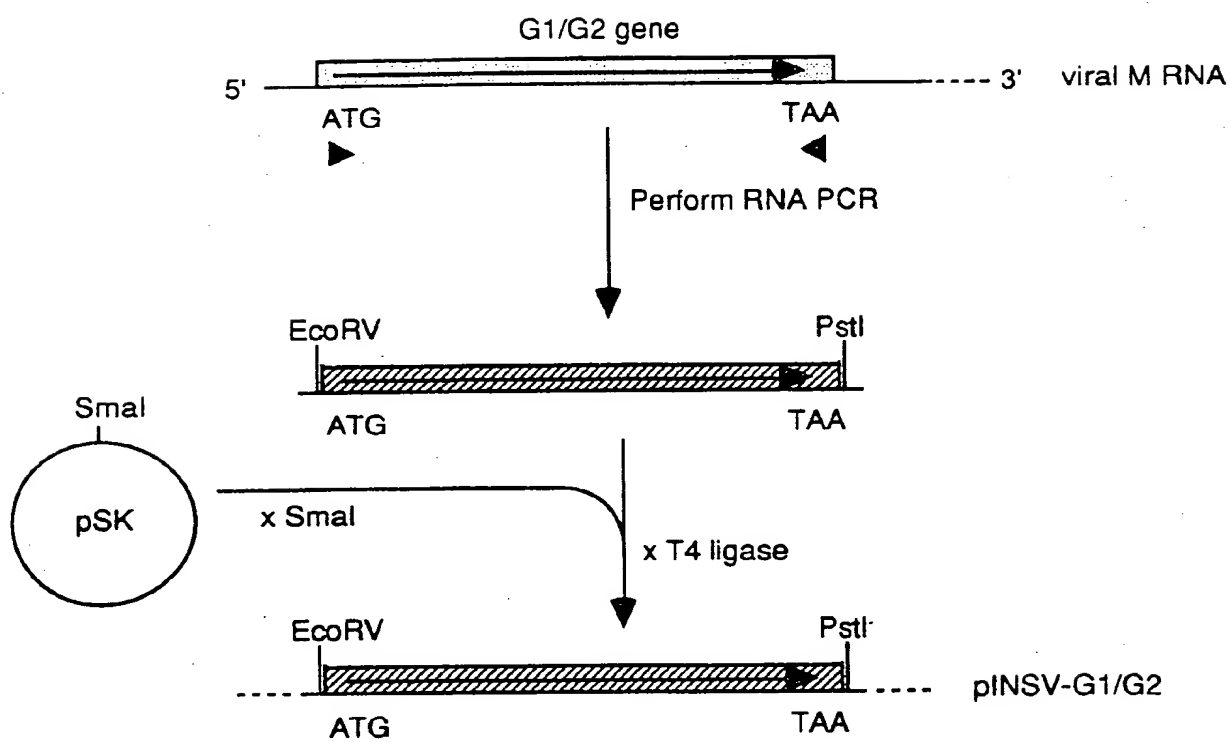 G1/G2 gene
5' 3' viral M RNA
ATG TAA
Perform RNA PCR
EcoRV PstI
ATG TAA
SmaI
pSK
x SmaI
x T4 ligase
EcoRV PstI
pINSV-G1/G2
ATG TAA